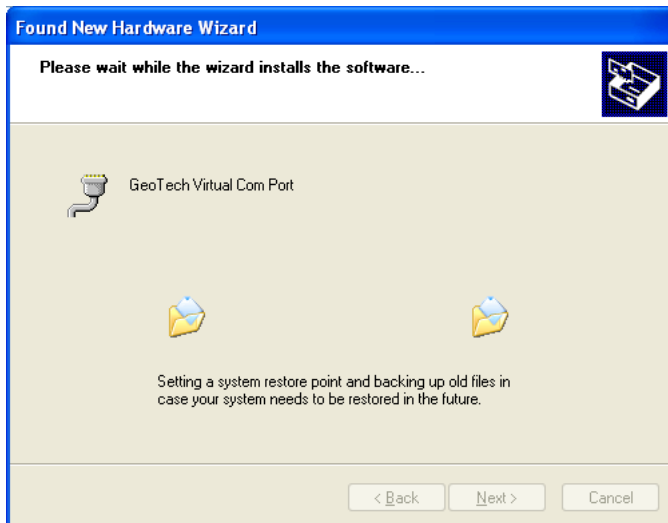 Found New Hardware Wizard
Please wait while the wizard installs the software...
GeoTech Virtual Com Port
Setting a system restore point and backing up old files in
case your system needs to be restored in the future.
< Back
Next >
Cancel